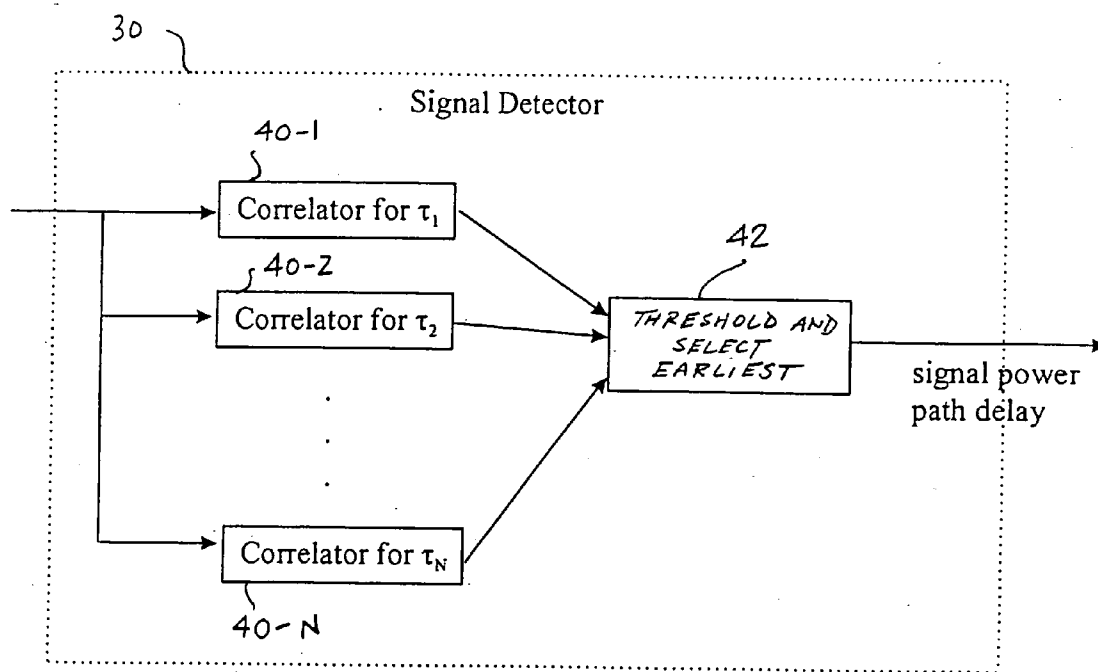 30
Signal Detector
40-1
Correlator for τ₁
40-2
Correlator for τ₂
42
THRESHOLD AND
SELECT
EARLIEST
signal power
path delay
Correlator for τ_N
40-N